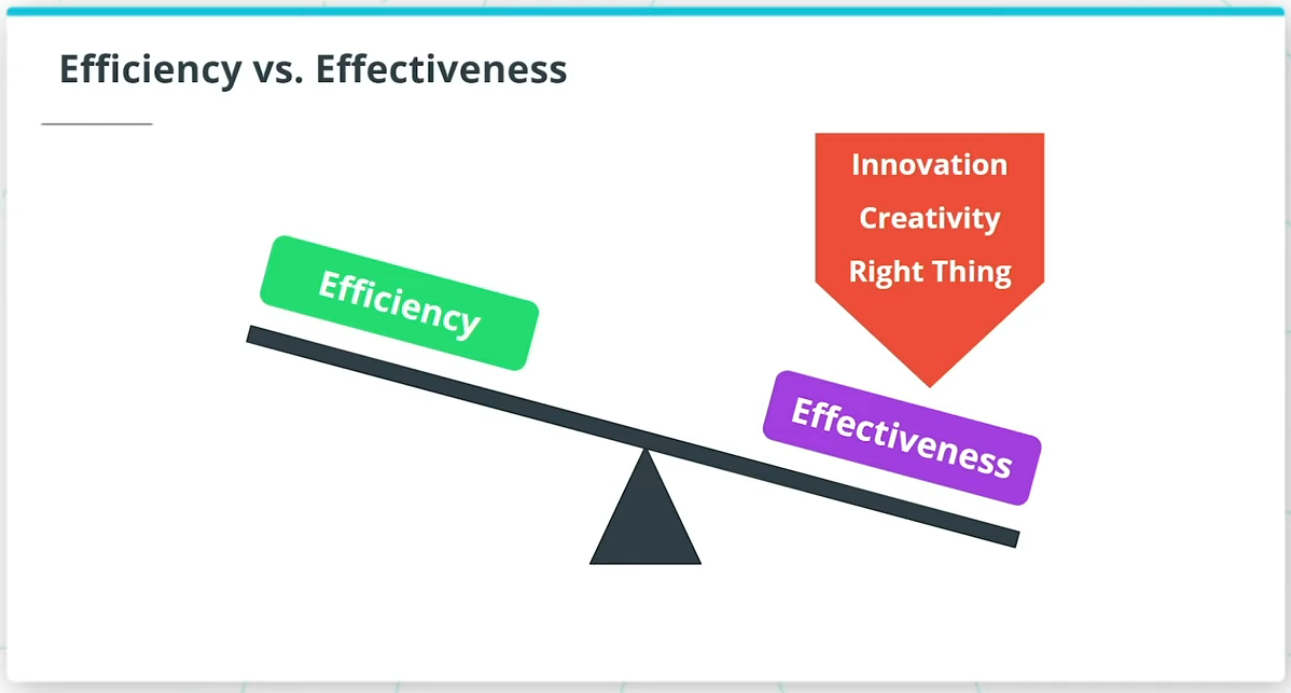 Efficiency vs. Effectiveness
Innovation
Creativity
Right Thing
Efficiency
Effectiveness